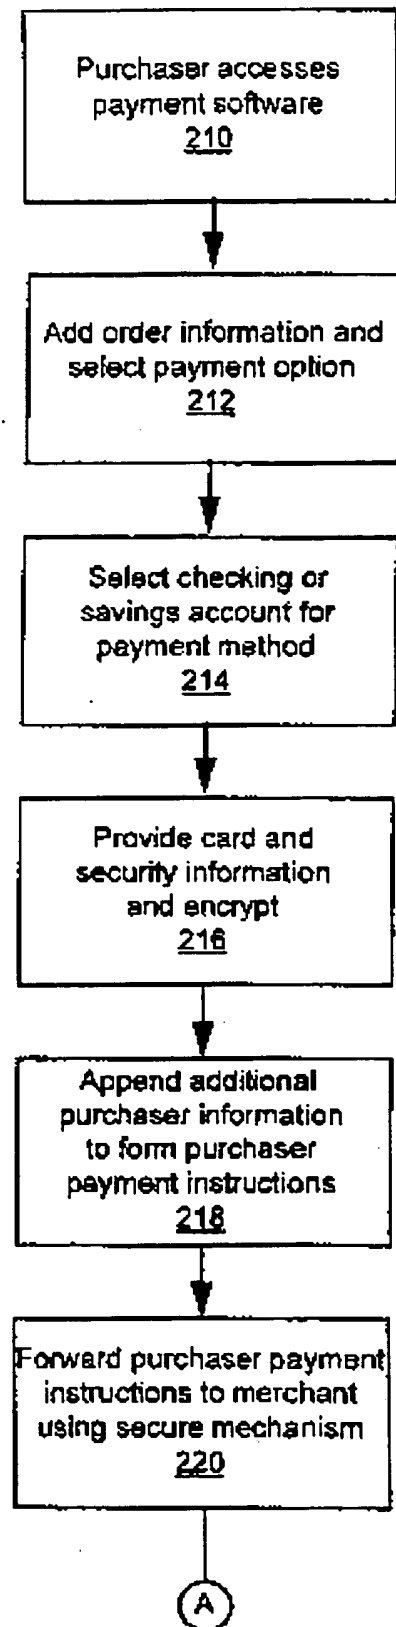 Purchaser accesses
payment software
210
Add order information and
select payment option
212
Select checking or
savings account for
payment method
214
Provide card and
security information
and encrypt
216
Append additional
purchaser information
to form purchaser
payment instructions
218
Forward purchaser payment
instructions to merchant
using secure mechanism
220
A